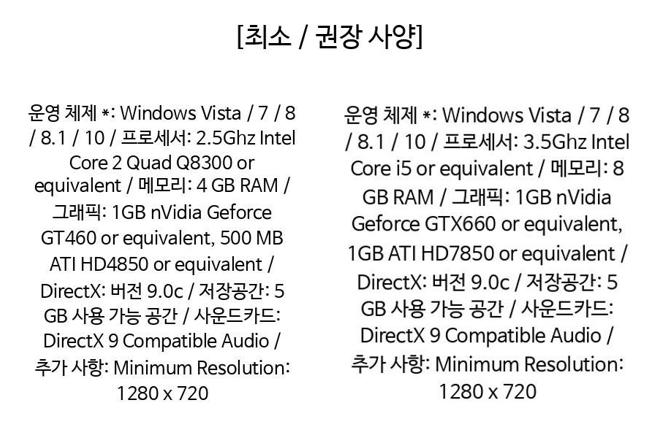 [최소 / 권장 사양]
운영 체제 *: Windows Vista / 7 / 8
/ 8.1 / 10 / 프로세서: 2.5Ghz Intel
Core 2 Quad Q8300 or
equivalent / 메모리: 4 GB RAM /
그래픽: 1GB nVidia Geforce
GT460 or equivalent, 500 MB
ATI HD4850 or equivalent /
DirectX: 버전 9.0c / 저장공간: 5
GB 사용 가능 공간 / 사운드카드:
DirectX 9 Compatible Audio /
추가 사항: Minimum Resolution:
1280 x 720
운영 체제 *: Windows Vista / 7 / 8
/ 8.1 / 10 / 프로세서: 3.5Ghz Intel
Core i5 or equivalent / 메모리: 8
GB RAM / 그래픽: 1GB nVidia
Geforce GTX660 or equivalent,
1GB ATI HD7850 or equivalent /
DirectX: 버전 9.0c / 저장공간: 5
GB 사용 가능 공간 / 사운드카드:
DirectX 9 Compatible Audio /
추가 사항: Minimum Resolution:
1280 x 720